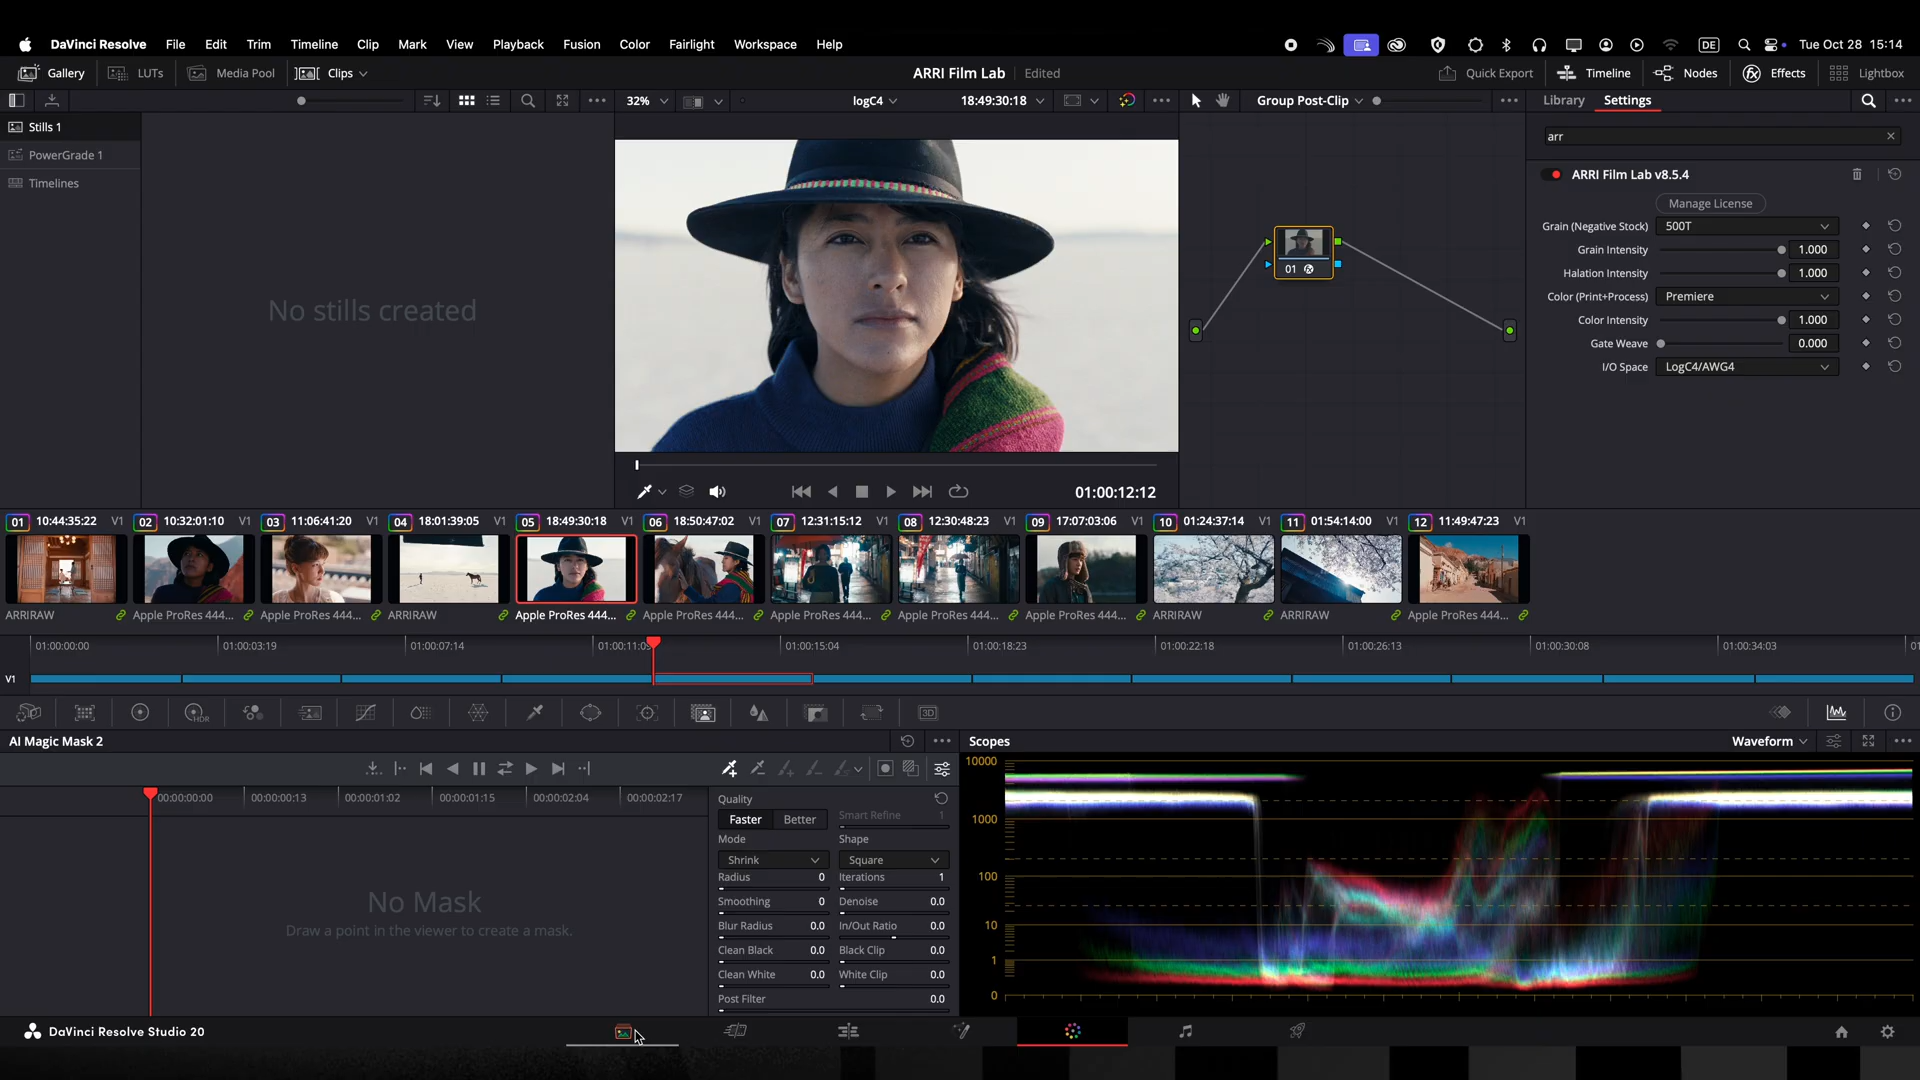 DaVinci Resolve File Edit Trim Timeline Clip Mark View Playback Fusion Color Fairlight Workspace Help DE Tue Oct 28 15:14
Gallery LUTs Media Pool Clips ARRI Film Lab Edited Quick Export Timeline Nodes Effects Lightbox
32% logC4 18:49:30:18 Group Post-Clip Library Settings
Stills 1
PowerGrade 1
Timelines
No stills created
arr
ARRI Film Lab v8.5.4
Manage License
Grain (Negative Stock) 500T
Grain Intensity 1.000
Halation Intensity 1.000
Color (Print+Process) Premiere
Color Intensity 1.000
Gate Weave 0.000
I/O Space LogC4/AWG4
01
01:00:12:12
01 10:44:35:22 V1 02 10:32:01:10 V1 03 11:06:41:20 V1 04 18:01:39:05 V1 05 18:49:30:18 V1 06 18:50:47:02 V1 07 12:31:15:12 V1 08 12:30:48:23 V1 09 17:07:03:06 V1 10 01:24:37:14 V1 11 01:54:14:00 V1 12 11:49:47:23 V1
ARRIRAW Apple ProRes 444... Apple ProRes 444... ARRIRAW Apple ProRes 444... Apple ProRes 444... Apple ProRes 444... Apple ProRes 444... Apple ProRes 444... ARRIRAW ARRIRAW Apple ProRes 444...
01:00:00:00 01:00:03:19 01:00:07:14 01:00:11:09 01:00:15:04 01:00:18:23 01:00:22:18 01:00:26:13 01:00:30:08 01:00:34:03 01
V1
HDR 3D
AI Magic Mask 2
00:00:00:00 00:00:00:13 00:00:01:02 00:00:01:15 00:00:02:04 00:00:02:17
No Mask
Draw a point in the viewer to create a mask.
Quality
Faster Better Smart Refine 1
Mode Shape
Shrink Square
Radius 0 Iterations 1
Smoothing 0 Denoise 0.0
Blur Radius 0.0 In/Out Ratio 0.0
Clean Black 0.0 Black Clip 0.0
Clean White 0.0 White Clip 0.0
Post Filter 0.0
Scopes Waveform
10000
1000
100
10
1
0
DaVinci Resolve Studio 20